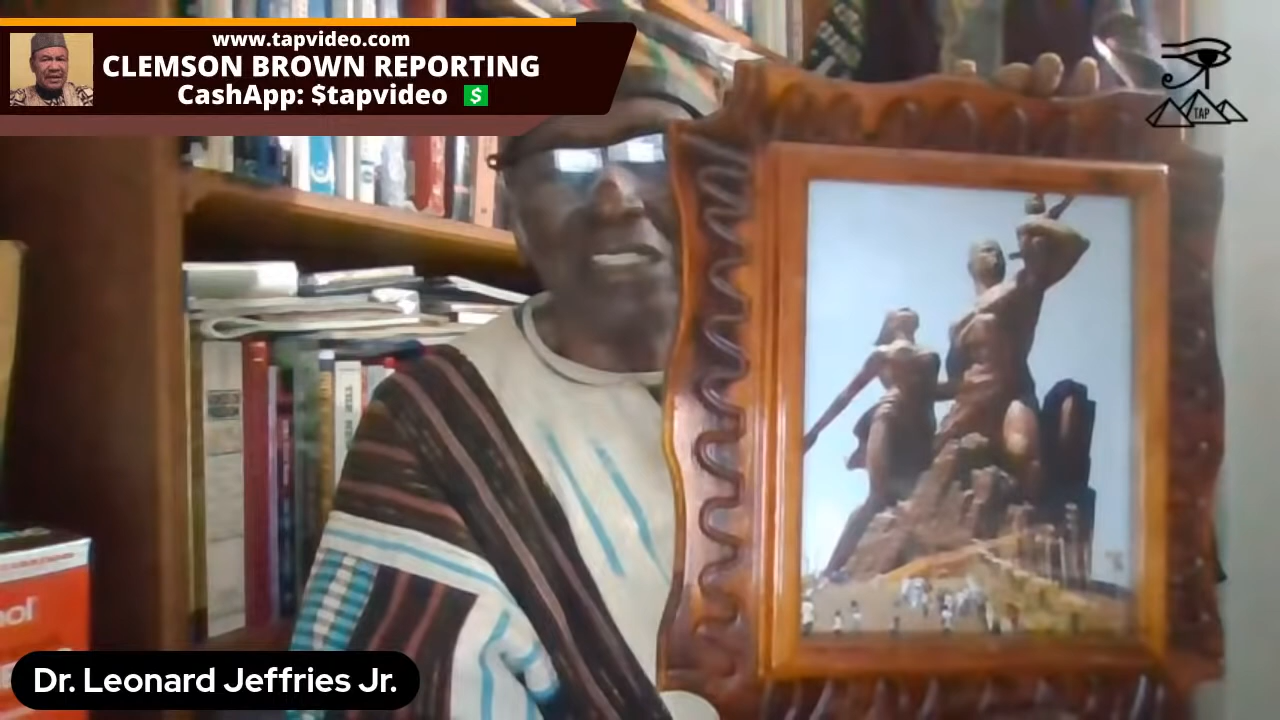 www.tapvideo.com
CLEMSON BROWN REPORTING
CashApp: $tapvideo $
TAP
Dr. Leonard Jeffries Jr.